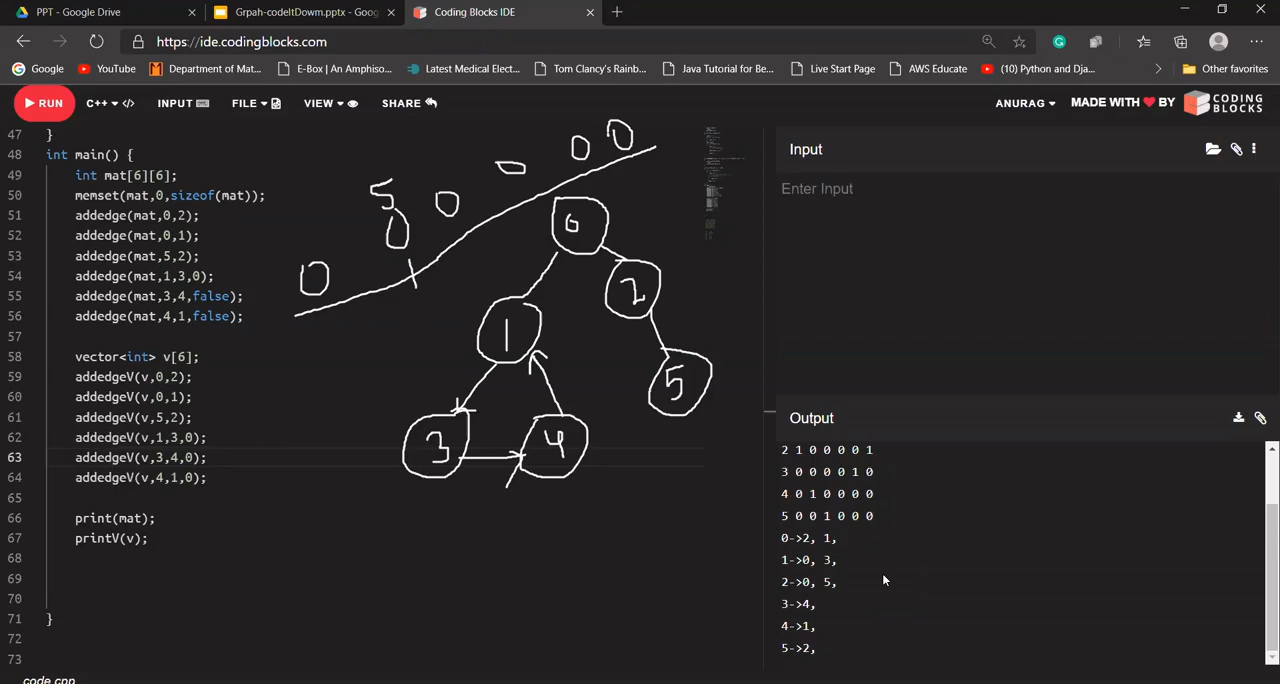 PPT - Google Drive
Grpah-codeItDowm.pptx - Goog
Coding Blocks IDE
https://ide.codingblocks.com
Google
YouTube
Department of Mat...
E-Box | An Amphiso...
Latest Medical Elect...
Tom Clancy's Rainb...
Java Tutorial for Be...
Live Start Page
AWS Educate
(10) Python and Dja...
Other favorites
RUN
C++ </>
INPUT
FILE
VIEW
SHARE
ANURAG
MADE WITH ❤ BY
CODING
BLOCKS
47 }
48 int main() {
49 int mat[6][6];
50 memset(mat,0,sizeof(mat));
51 addedge(mat,0,2);
52 addedge(mat,0,1);
53 addedge(mat,5,2);
54 addedge(mat,1,3,0);
55 addedge(mat,3,4,false);
56 addedge(mat,4,1,false);
57
58 vector<int> v[6];
59 addedgeV(v,0,2);
60 addedgeV(v,0,1);
61 addedgeV(v,5,2);
62 addedgeV(v,1,3,0);
63 addedgeV(v,3,4,0);
64 addedgeV(v,4,1,0);
65
66 print(mat);
67 printV(v);
68
69
70
71 }
72
73
code.cpp
0 5 0 0 0 0 0
0
1
2
3
4
5
Input
Enter Input
Output
2 1 0 0 0 0 1
3 0 0 0 0 1 0
4 0 1 0 0 0 0
5 0 0 1 0 0 0
0->2, 1,
1->0, 3,
2->0, 5,
3->4,
4->1,
5->2,